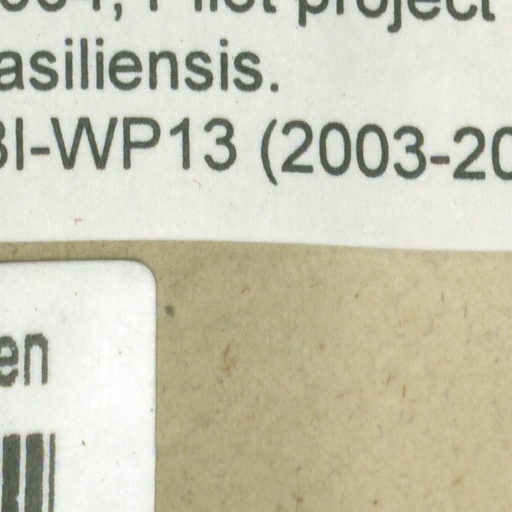 Pilot project
asiliensis.
BI-WP13 (2003-20
en